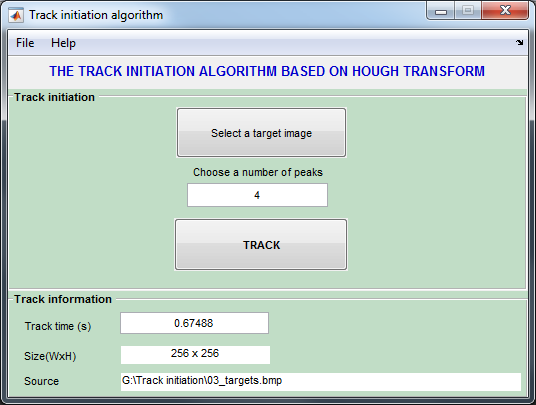 Track initiation algorithm
File Help
THE TRACK INITIATION ALGORITHM BASED ON HOUGH TRANSFORM
Track initiation
Select a target image
Choose a number of peaks
4
TRACK
Track information
Track time (s) 0.67488
Size(WxH) 256 x 256
Source G:\Track initiation\03_targets.bmp